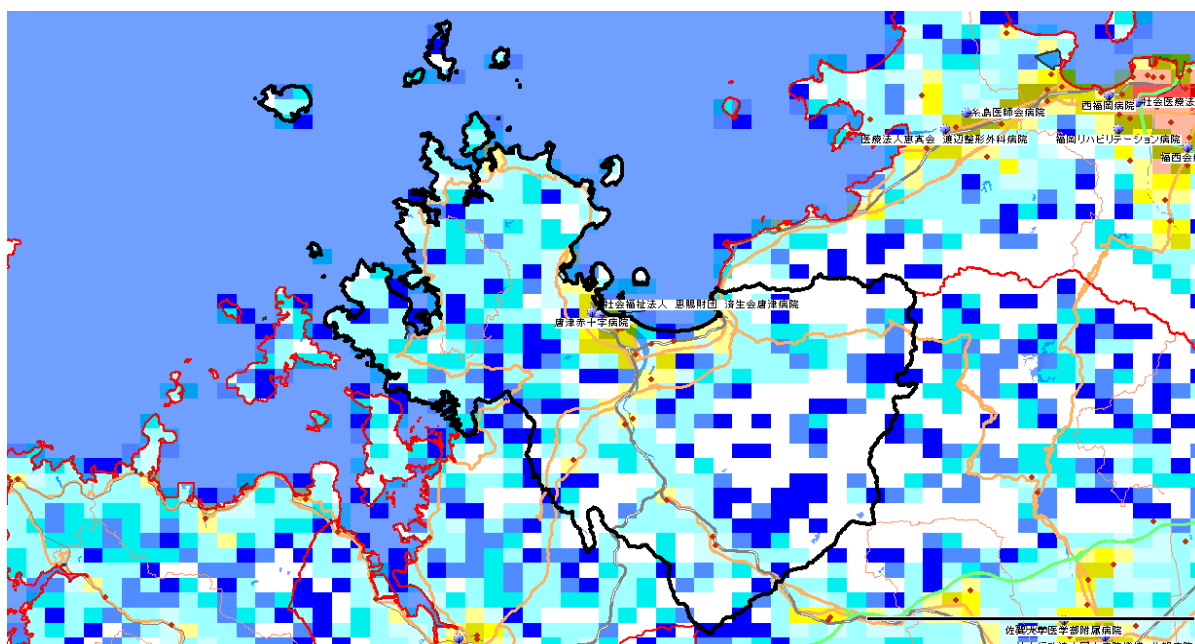 西福岡病院
社会医療法
糸島医師会病院
医療法人恵真会 渡辺整形外科病院
福岡リハビリテーション病院
福西会病
社会福祉法人 恩賜財団 済生会唐津病院
唐津赤十字病院
佐賀大学医学部附属病院